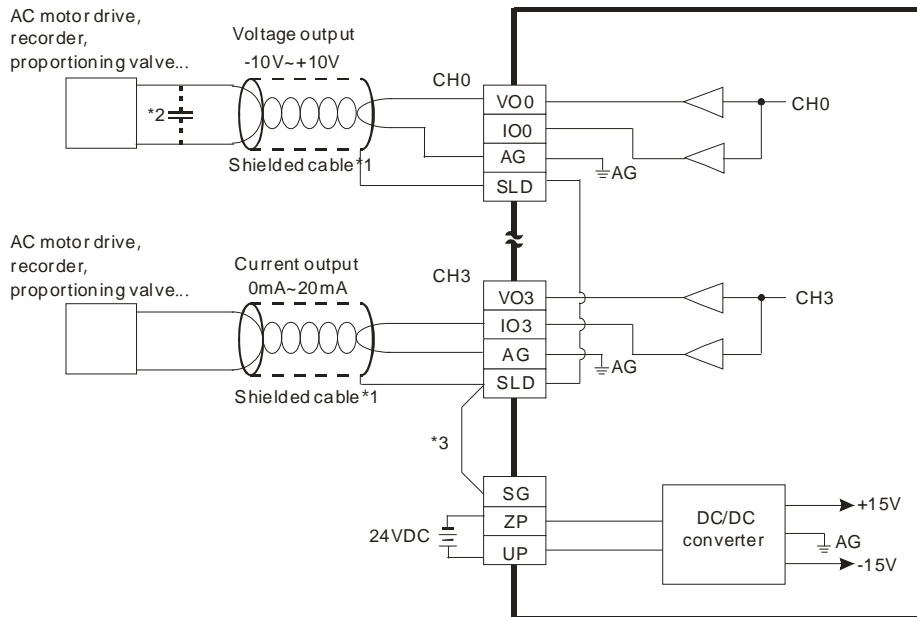 AC motor drive,
recorder,
proportioning valve...
Voltage output
-10V~+10V
*2
Shielded cable*1
CH0
VO0
IO0
AG
SLD
AG
CH0
AC motor drive,
recorder,
proportioning valve...
Current output
0mA~20mA
Shielded cable*1
CH3
VO3
IO3
AG
SLD
AG
CH3
*3
SG
ZP
UP
24VDC
DC/DC
converter
+15V
AG
-15V